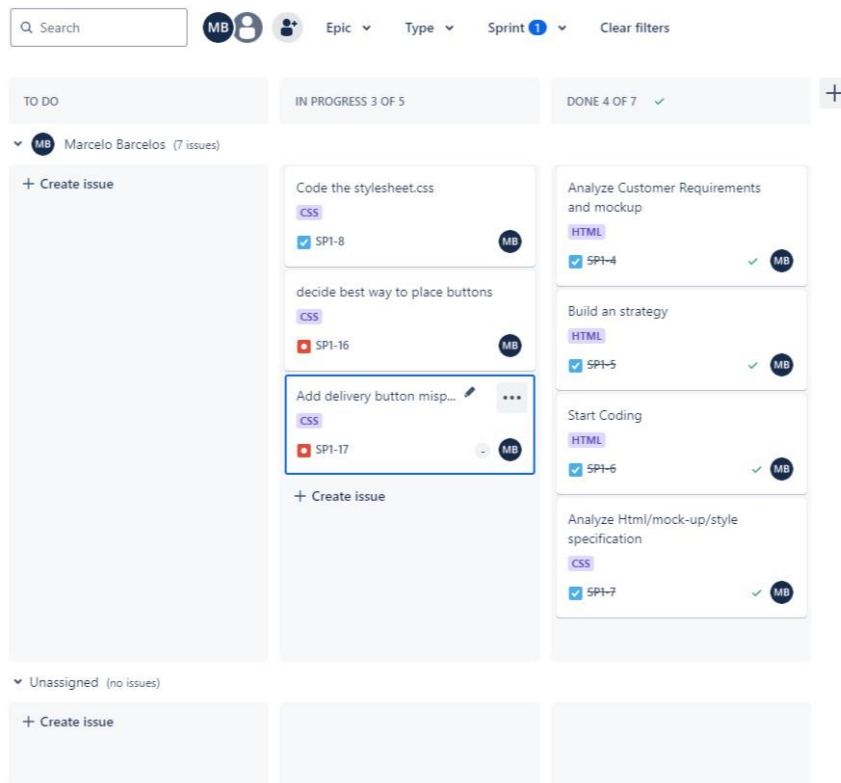 Search
MB
Epic
Type
Sprint 1
Clear filters
TO DO
IN PROGRESS 3 OF 5
DONE 4 OF 7
MB Marcelo Barcelos (7 issues)
+ Create issue
Code the stylesheet.css
CSS
SP1-8
MB
decide best way to place buttons
CSS
SP1-16
MB
Add delivery button misp...
CSS
SP1-17
-
MB
+ Create issue
Analyze Customer Requirements
and mockup
HTML
SP1-4
MB
Build an strategy
HTML
SP1-5
MB
Start Coding
HTML
SP1-6
MB
Analyze Html/mock-up/style
specification
CSS
SP1-7
MB
Unassigned (no issues)
+ Create issue